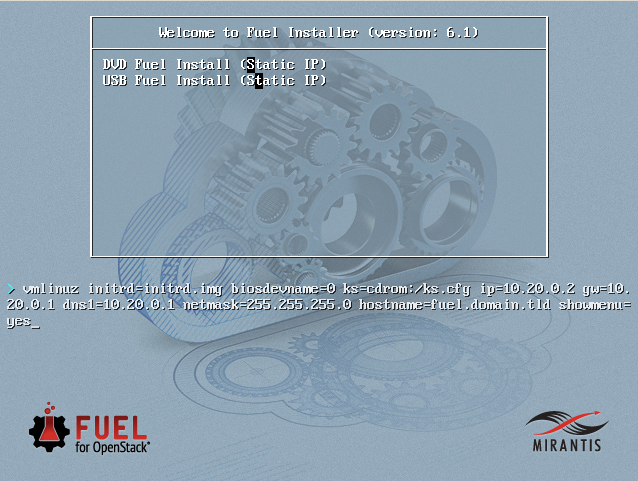 Welcome to Fuel Installer (version: 6.1)
DVD Fuel Install (Static IP)
USB Fuel Install (Static IP)
> vmlinuz initrd=initrd.img biosdevname=0 ks=cdrom:/ks.cfg ip=10.20.0.2 gw=10.
20.0.1 dns1=10.20.0.1 netmask=255.255.255.0 hostname=fuel.domain.tld showmenu=
yes_
FUEL
for OpenStack
MIRANTIS